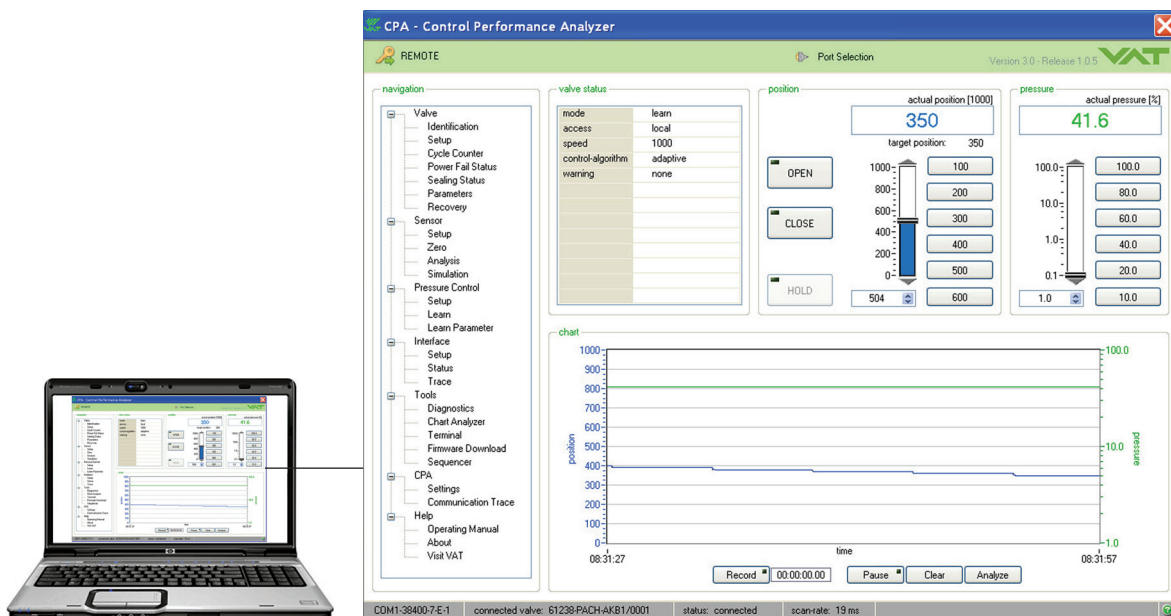 CPA - Control Performance Analyzer
REMOTE
Port Selection
Version 3.0 - Release 1.0.5
VAT
navigation
Valve
Identification
Setup
Cycle Counter
Power Fail Status
Sealing Status
Parameters
Recovery
Sensor
Setup
Zero
Analysis
Simulation
Pressure Control
Setup
Learn
Learn Parameter
Interface
Setup
Status
Trace
Tools
Diagnostics
Chart Analyzer
Terminal
Firmware Download
Sequencer
CPA
Settings
Communication Trace
Help
Operating Manual
About
Visit VAT
valve status
mode learn
access local
speed 1000
control-algorithm adaptive
warning none
position
actual position [1000]
350
target position: 350
OPEN
CLOSE
HOLD
1000
800
600
400
200
0
504
100
200
300
400
500
600
pressure
actual pressure [%]
41.6
100.0
10.0
1.0
0.1
1.0
100.0
80.0
60.0
40.0
20.0
10.0
chart
1000
900
800
700
600
500
400
300
200
100
0
position
100.0
10.0
1.0
pressure
08:31:27
time
08:31:57
Record 00:00:00.00 Pause Clear Analyze
COM1-38400-7-E-1 connected valve: 61238-PACH-AKB1/0001 status: connected scan-rate: 19 ms